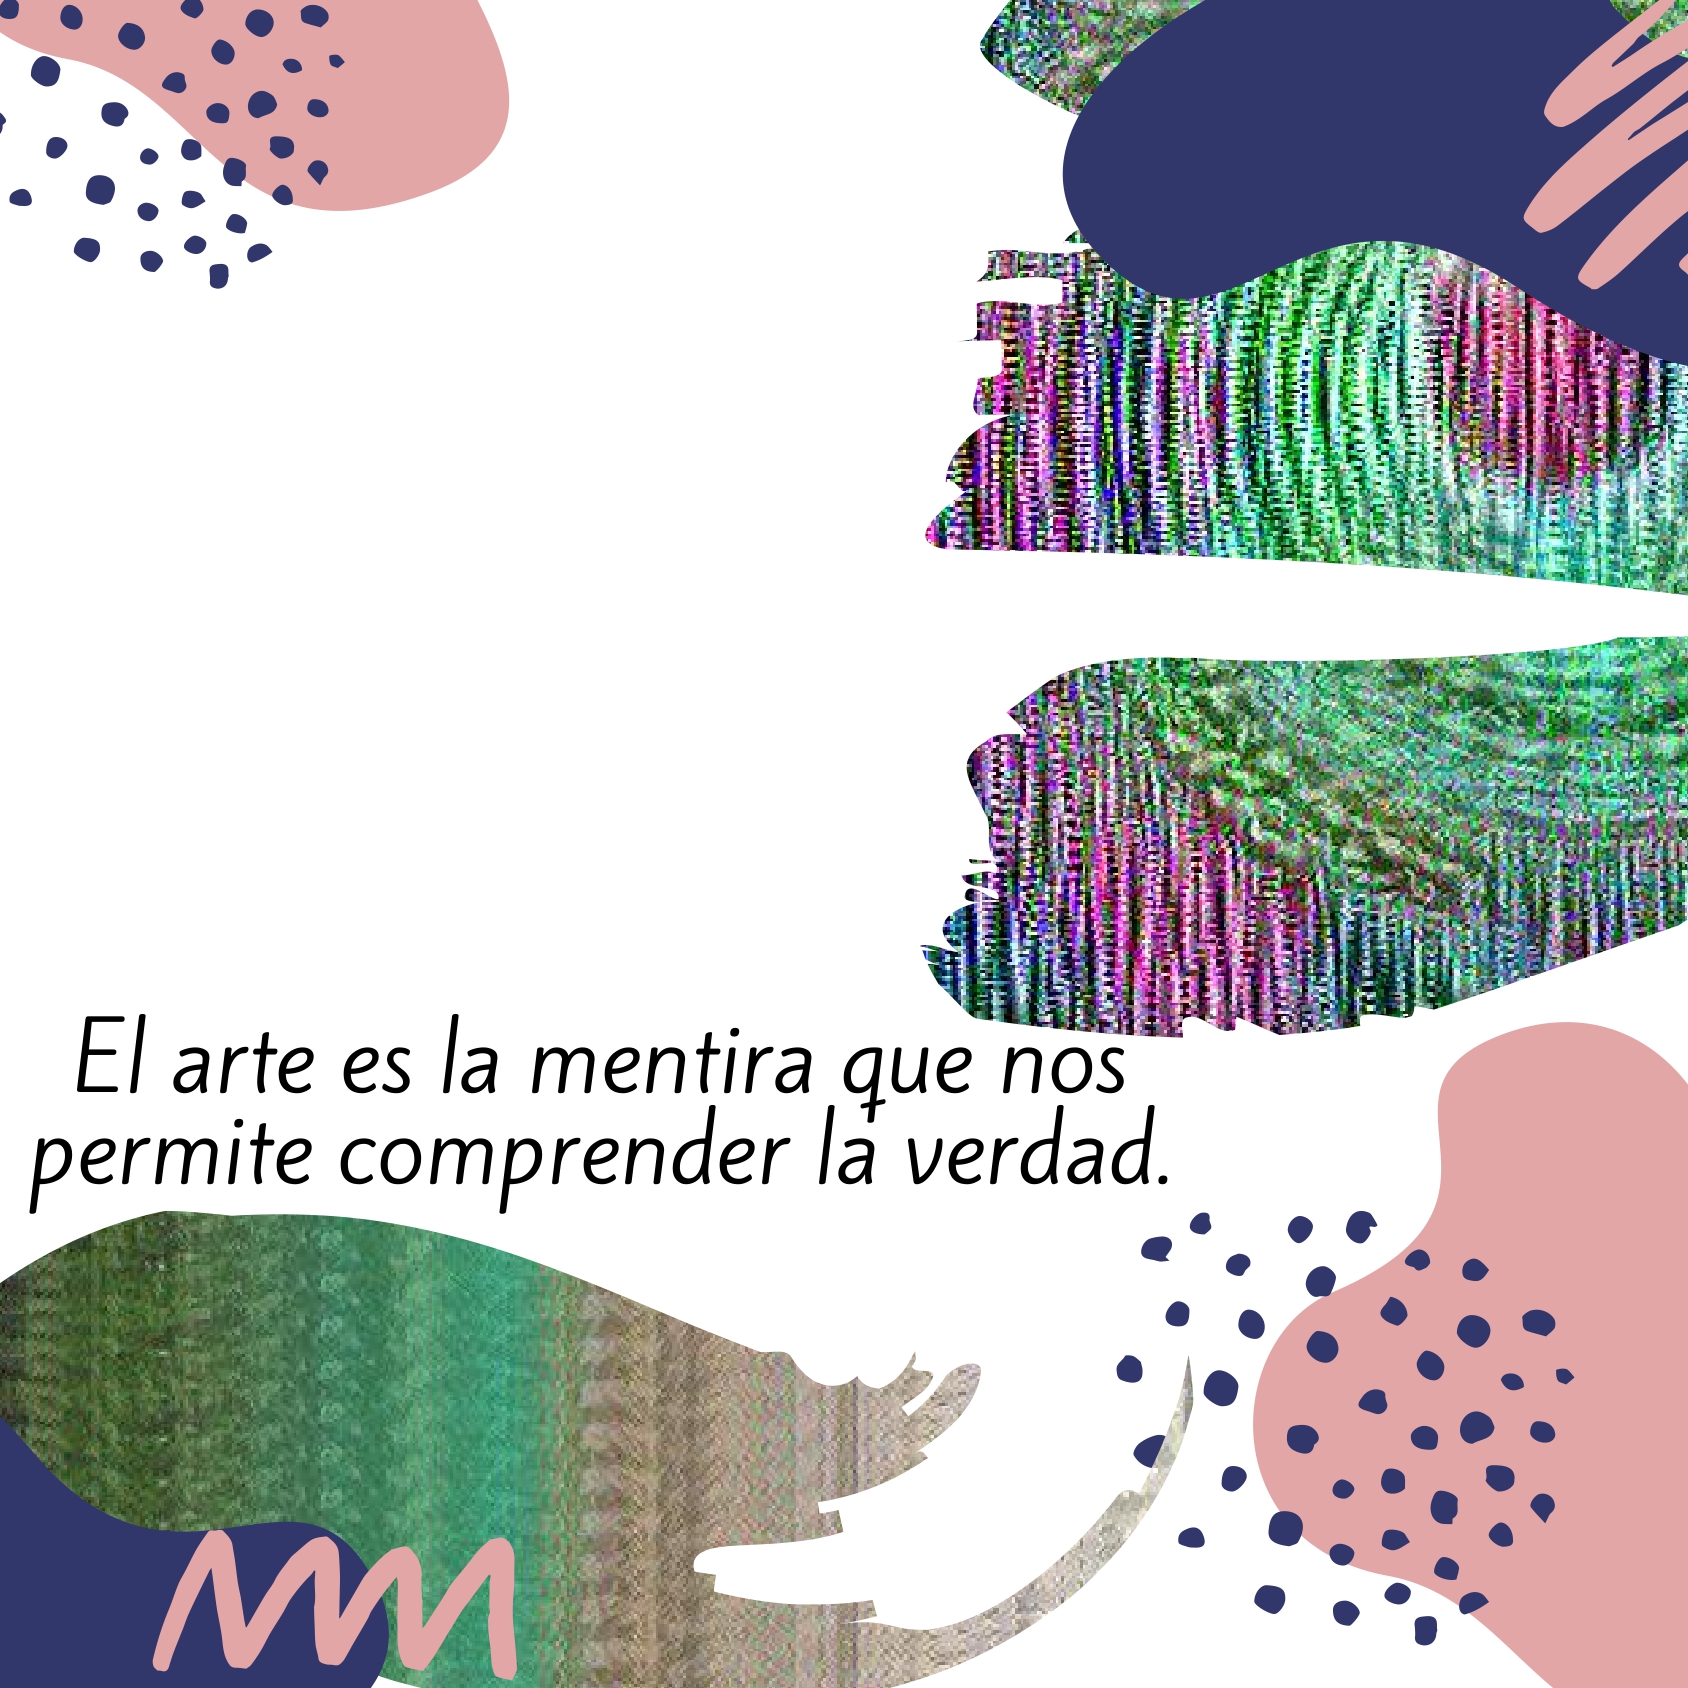 El arte es la mentira que nos
permite comprender la verdad.